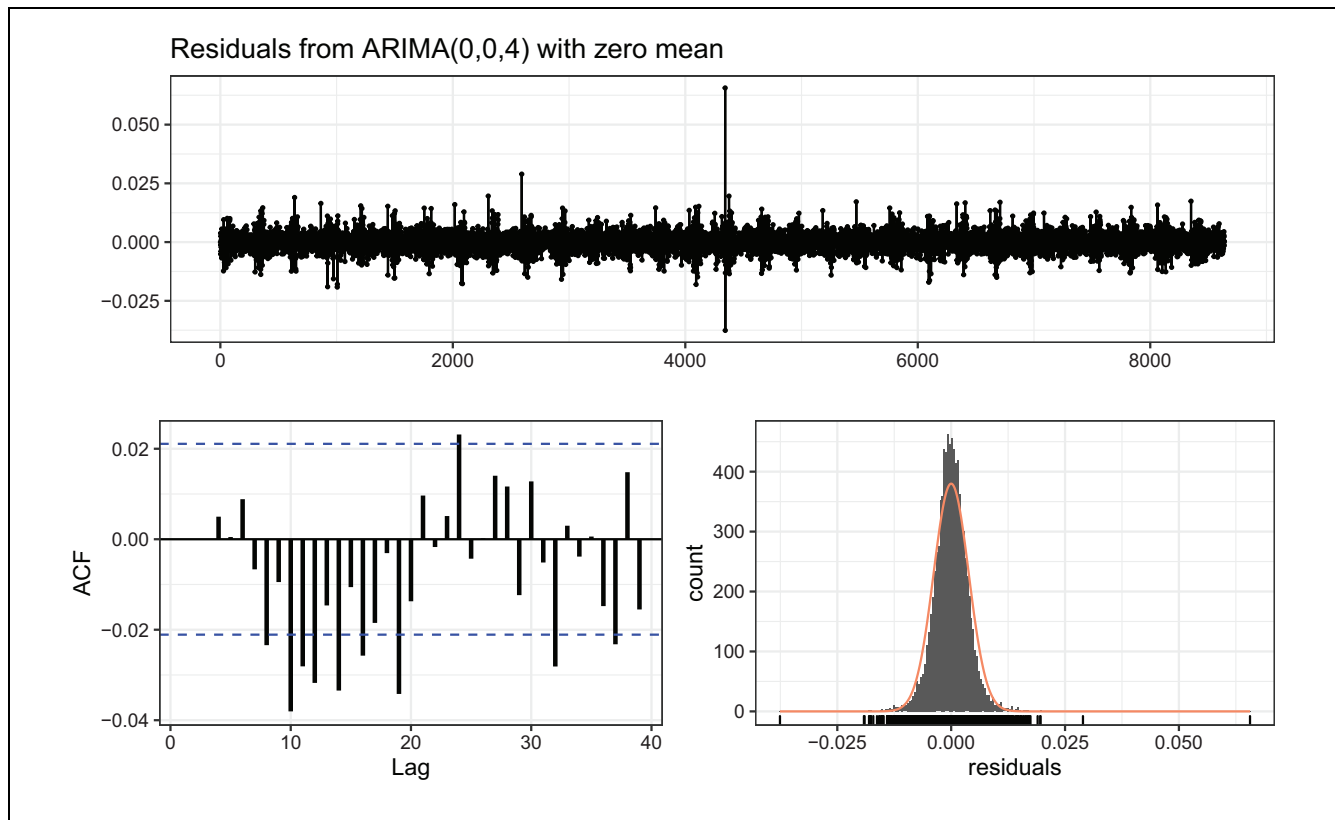 Residuals from ARIMA(0,0,4) with zero mean
0.050
0.025
0.000
−0.025
0 2000 4000 6000 8000
0.02
0.00
−0.02
−0.04
ACF
0 10 20 30 40
Lag
400
300
200
100
0
count
−0.025 0.000 0.025 0.050
residuals